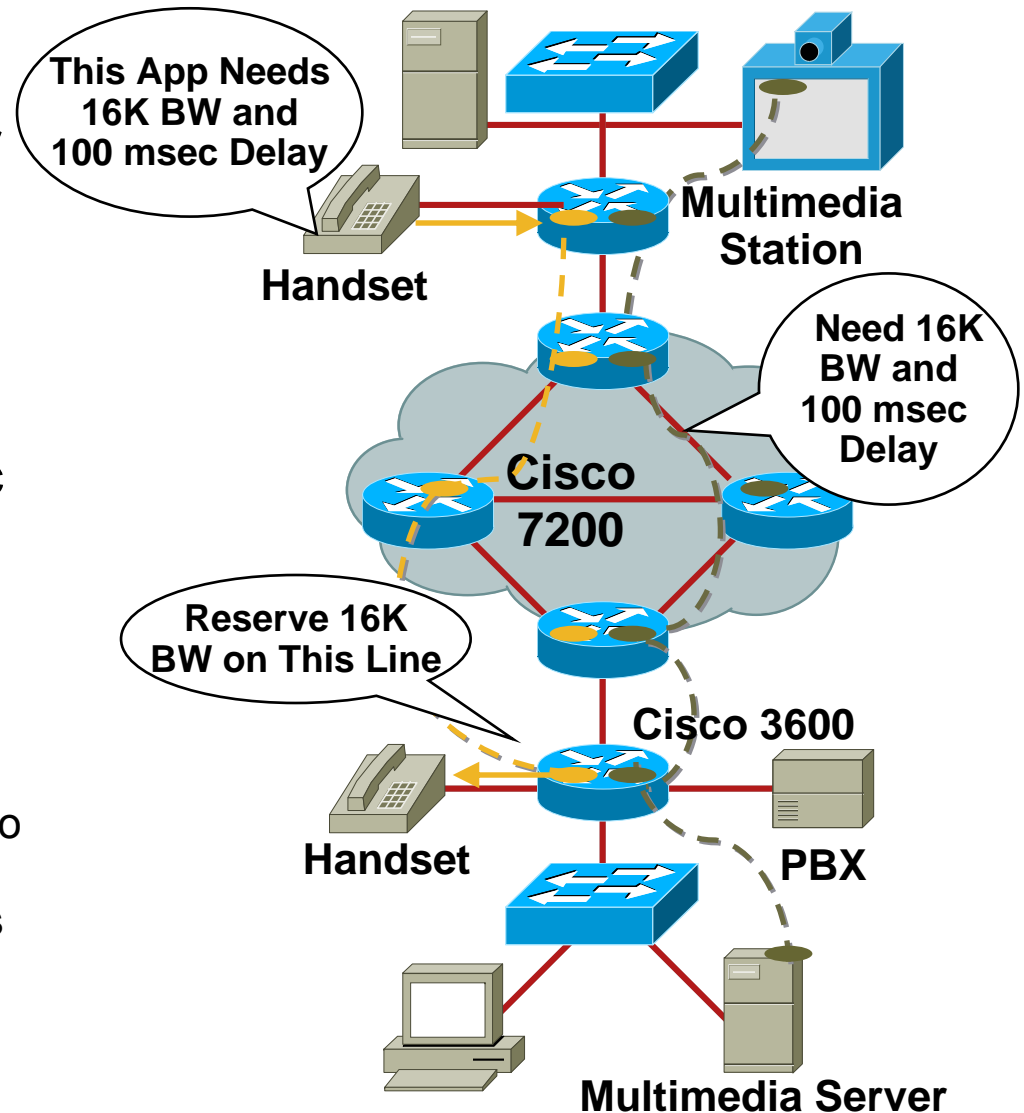 This App Needs
16K BW and
100 msec Delay
Multimedia
Station
Handset
Need 16K
BW and
100 msec
Delay
Cisco
7200
Reserve 16K
BW on This Line
Cisco 3600
Handset
PBX
Multimedia Server